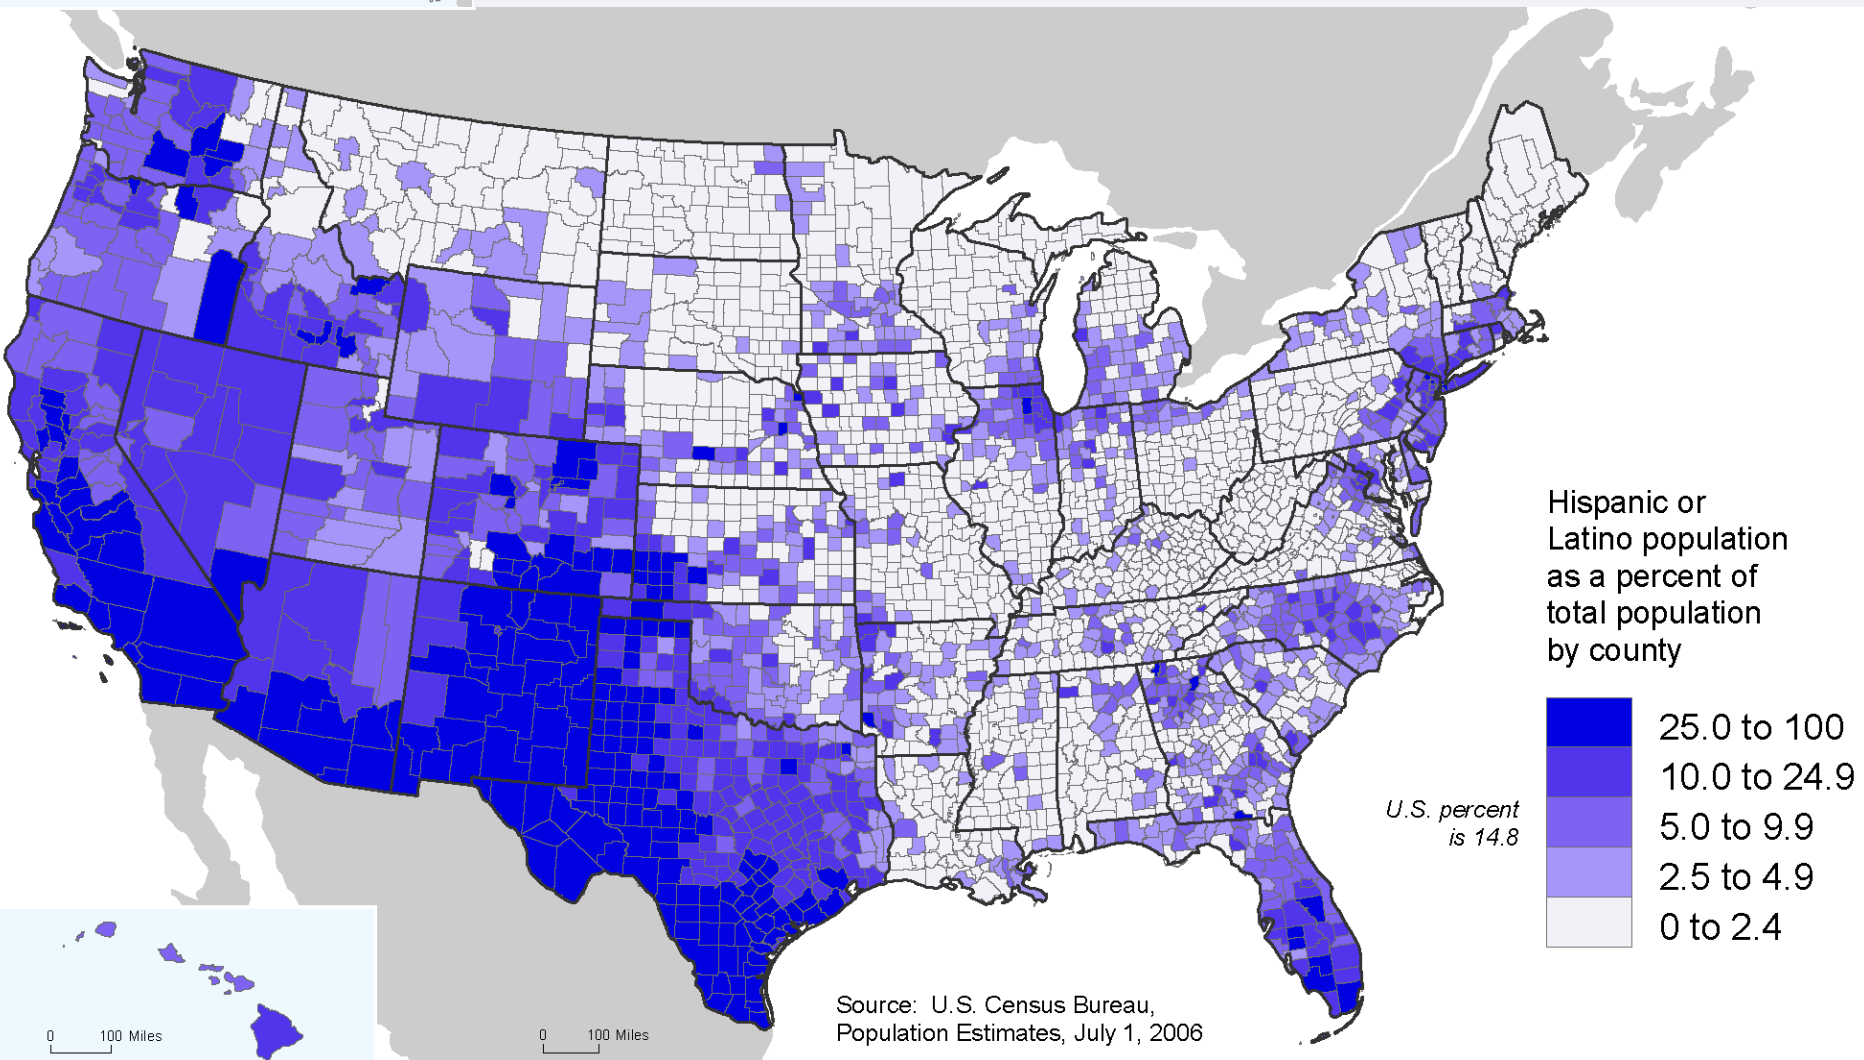 Hispanic or
Latino population
as a percent of
total population
by county
25.0 to 100
10.0 to 24.9
5.0 to 9.9
2.5 to 4.9
0 to 2.4
U.S. percent
is 14.8
Source: U.S. Census Bureau,
Population Estimates, July 1, 2006
0 100 Miles
0 100 Miles